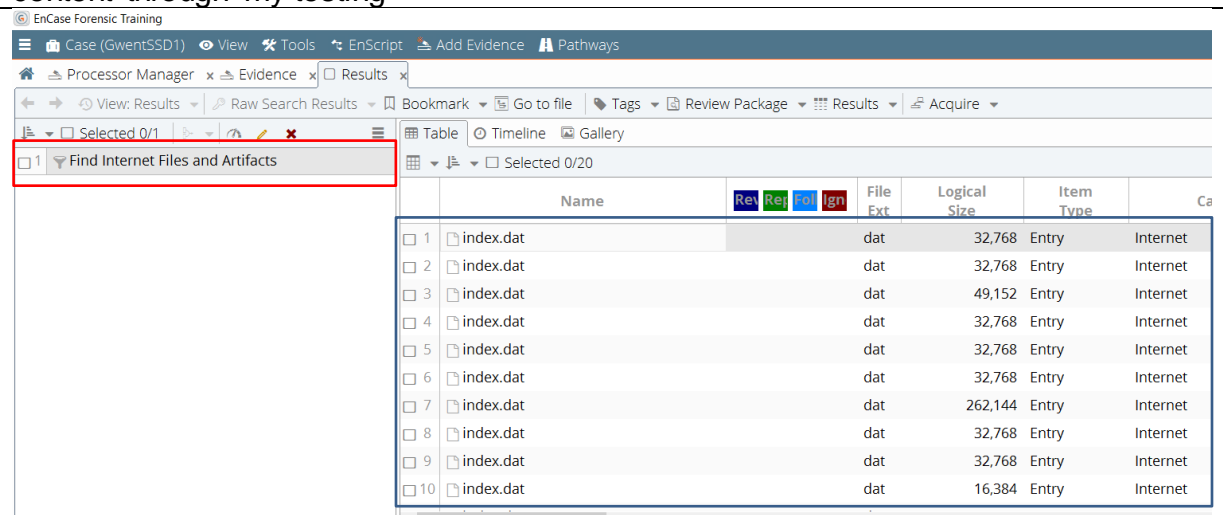 EnCase Forensic Training
Case (GwentSSD1) View Tools EnScript Add Evidence Pathways
Processor Manager x Evidence x Results x
View: Results Raw Search Results Bookmark Go to file Tags Review Package Results Acquire
Selected 0/1
Table Timeline Gallery
1 Find Internet Files and Artifacts
Selected 0/20
Name Rev Rep Fol Ign File Ext Logical Size Item Type Ca
1 index.dat dat 32,768 Entry Internet
2 index.dat dat 32,768 Entry Internet
3 index.dat dat 49,152 Entry Internet
4 index.dat dat 32,768 Entry Internet
5 index.dat dat 32,768 Entry Internet
6 index.dat dat 32,768 Entry Internet
7 index.dat dat 262,144 Entry Internet
8 index.dat dat 32,768 Entry Internet
9 index.dat dat 32,768 Entry Internet
10 index.dat dat 16,384 Entry Internet